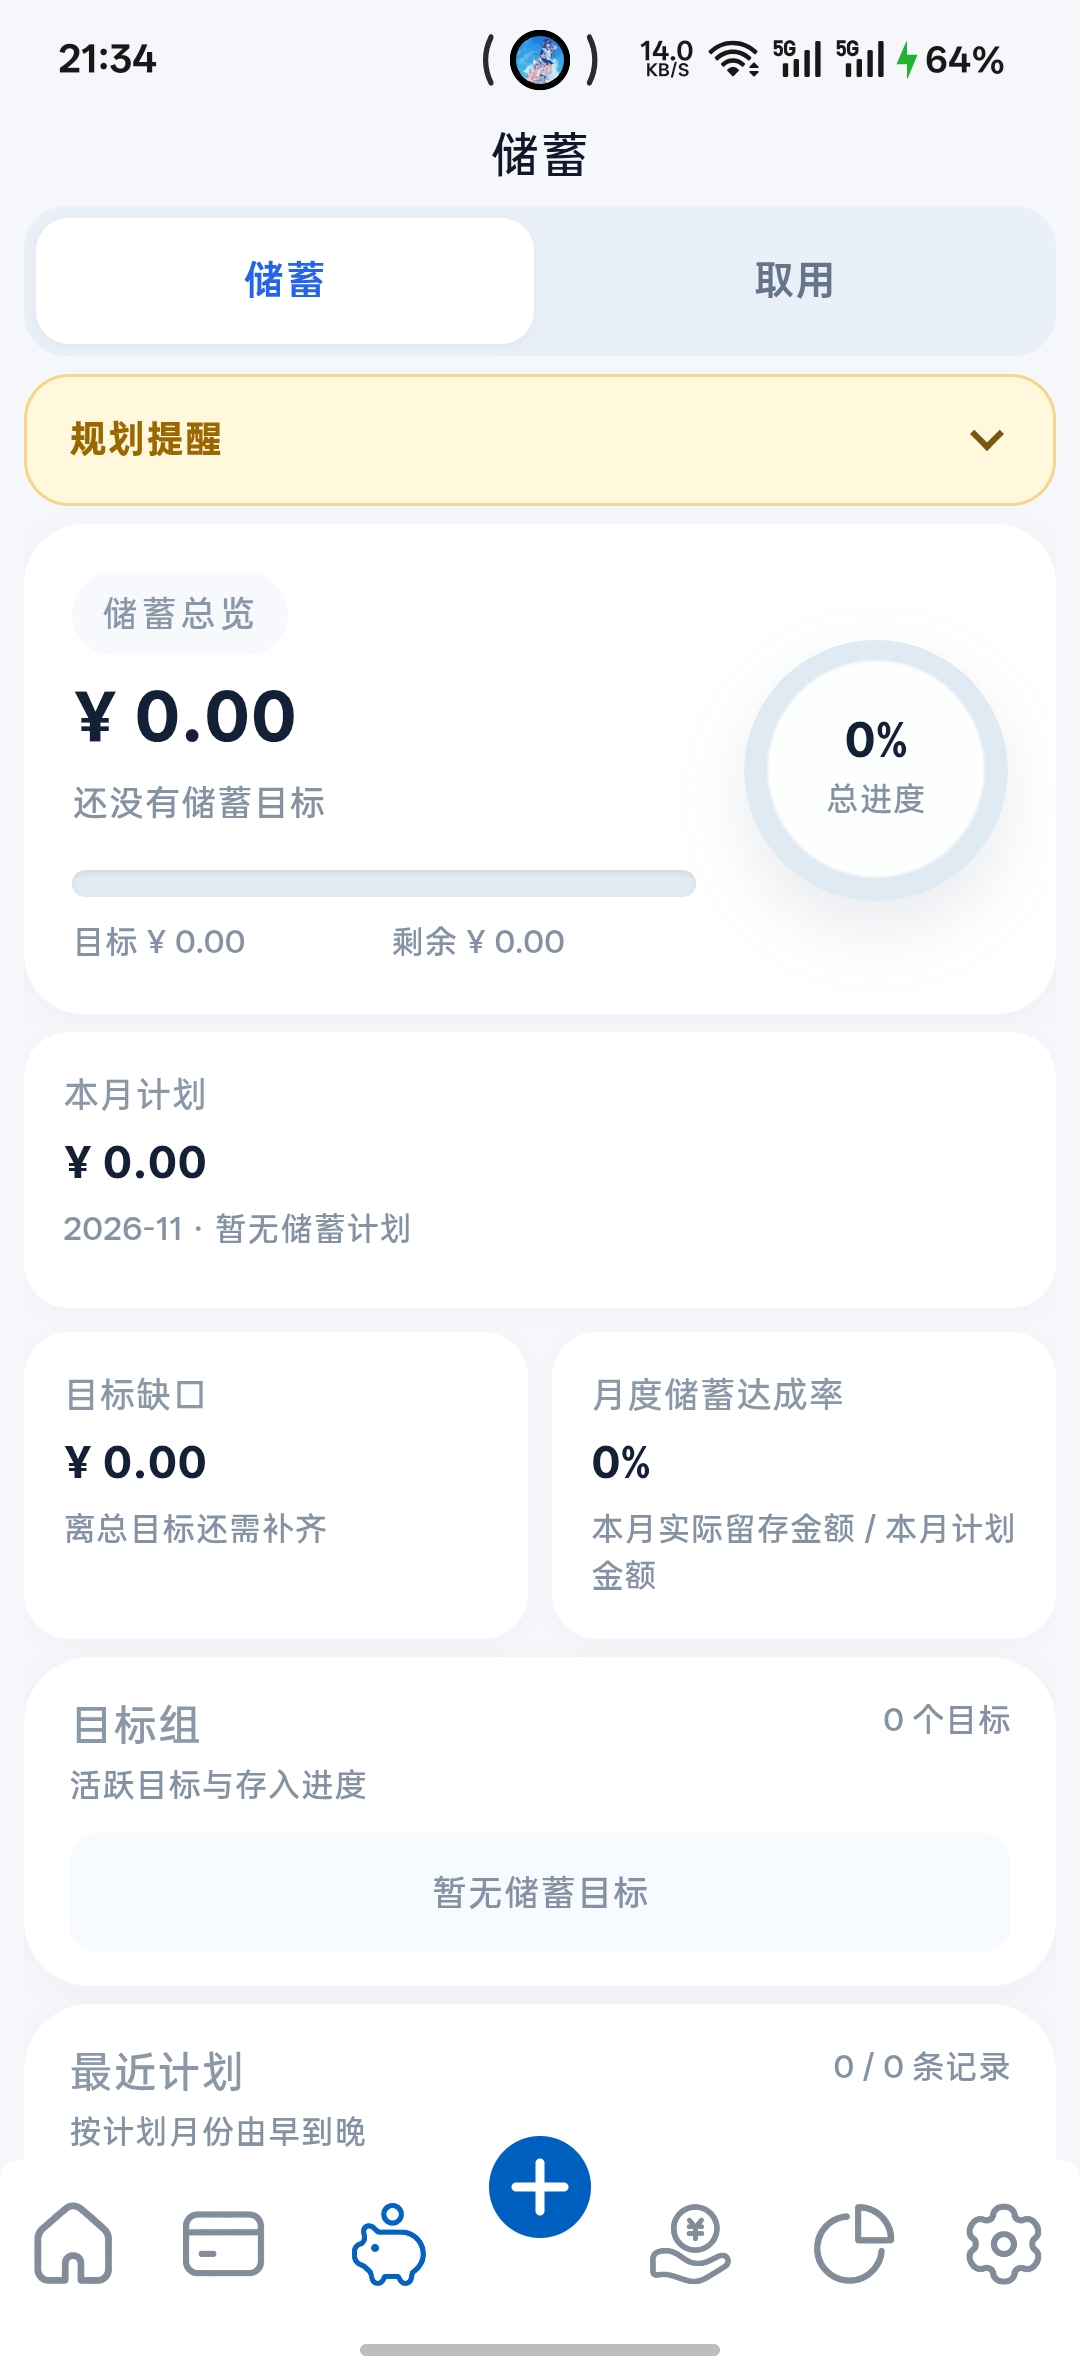 21:34
14.0 KB/S 5G 5G 64%
储蓄
储蓄 取用
规划提醒
储蓄总览
¥ 0.00
还没有储蓄目标
0%
总进度
目标 ¥ 0.00 剩余 ¥ 0.00
本月计划
¥ 0.00
2026-11 · 暂无储蓄计划
目标缺口
¥ 0.00
离总目标还需补齐
月度储蓄达成率
0%
本月实际留存金额 / 本月计划
金额
目标组 0 个目标
活跃目标与存入进度
暂无储蓄目标
最近计划 0 / 0 条记录
按计划月份由早到晚